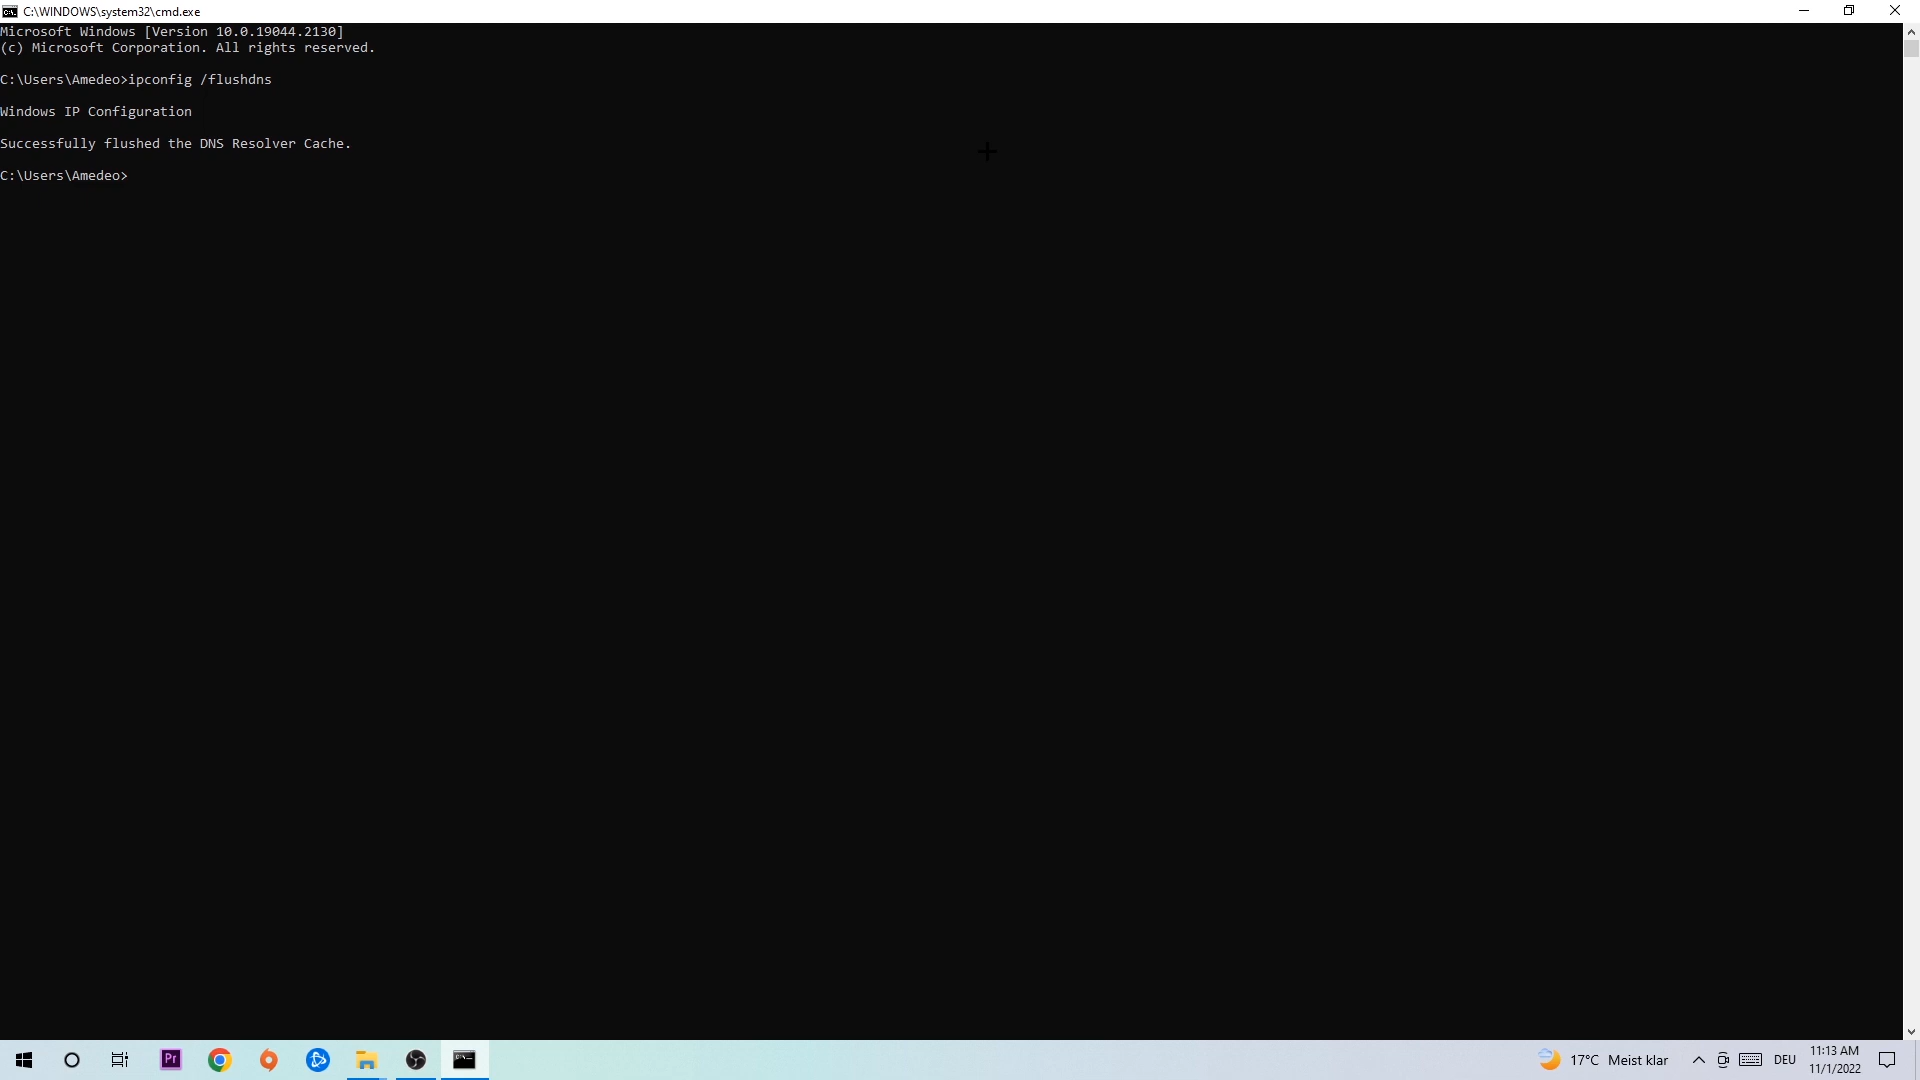 C:\WINDOWS\system32\cmd.exe
Microsoft Windows [Version 10.0.19044.2130]
(c) Microsoft Corporation. All rights reserved.
C:\Users\Amedeo>ipconfig /flushdns
Windows IP Configuration
Successfully flushed the DNS Resolver Cache.
C:\Users\Amedeo>
Pr
17°C Meist klar
DEU
11:13 AM
11/1/2022